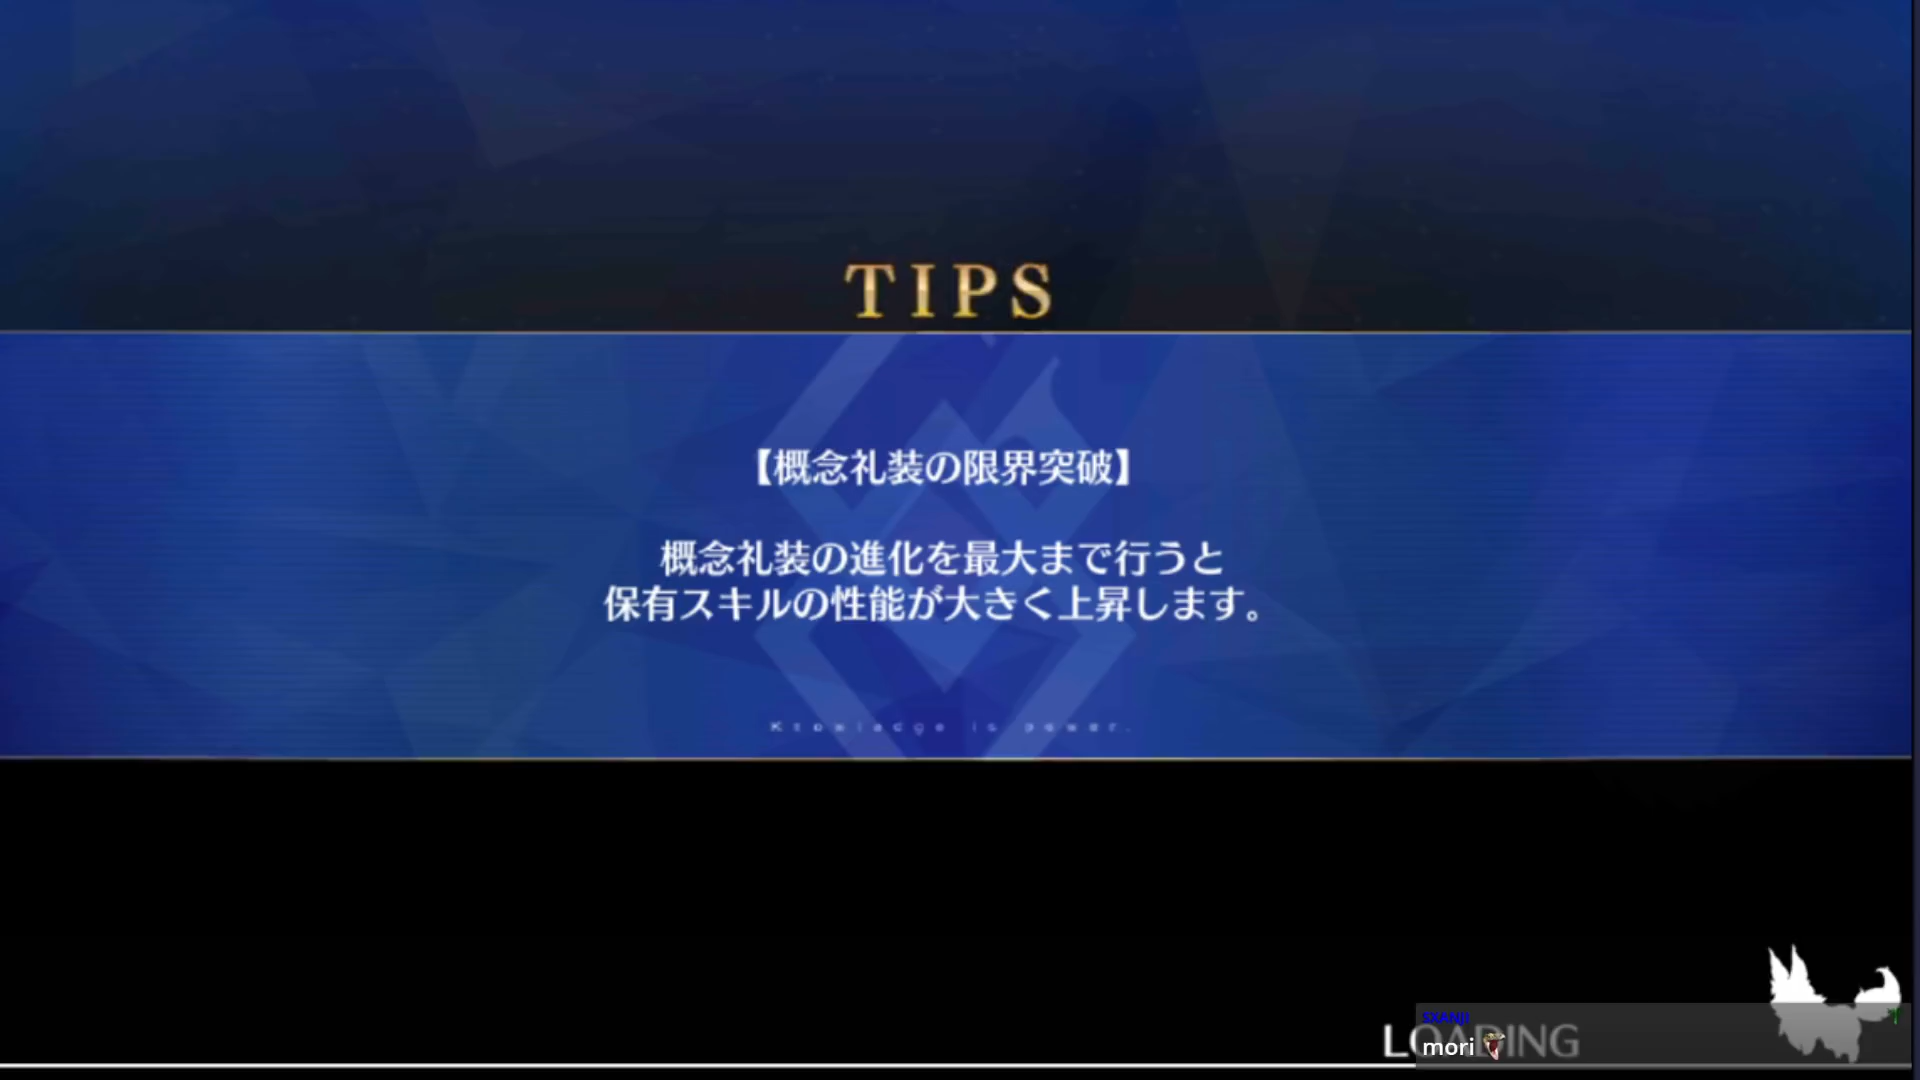 TIPS
【概念礼装の限界突破】
概念礼装の進化を最大まで行うと
保有スキルの性能が大きく上昇します。
Knowledge is power.
SXANJI
LOADING
mori